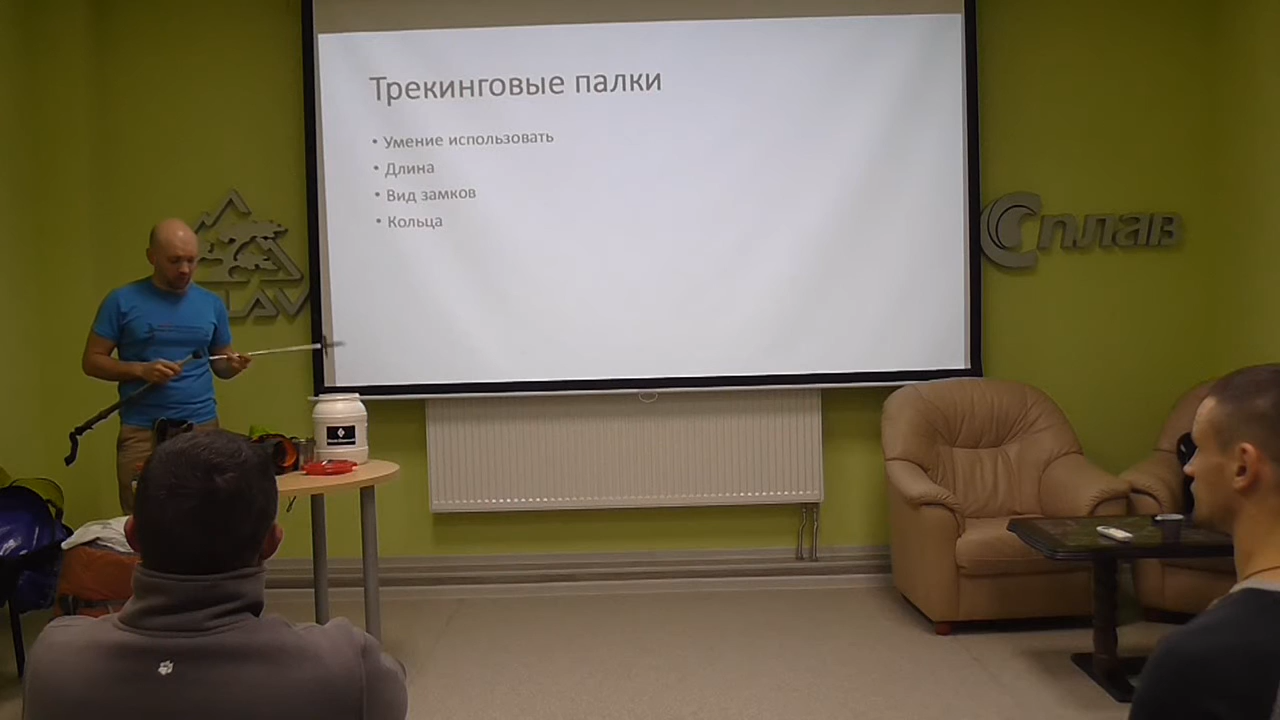 Трекинговые палки
• Умение использовать
• Длина
• Вид замков
• Кольца
Сплав